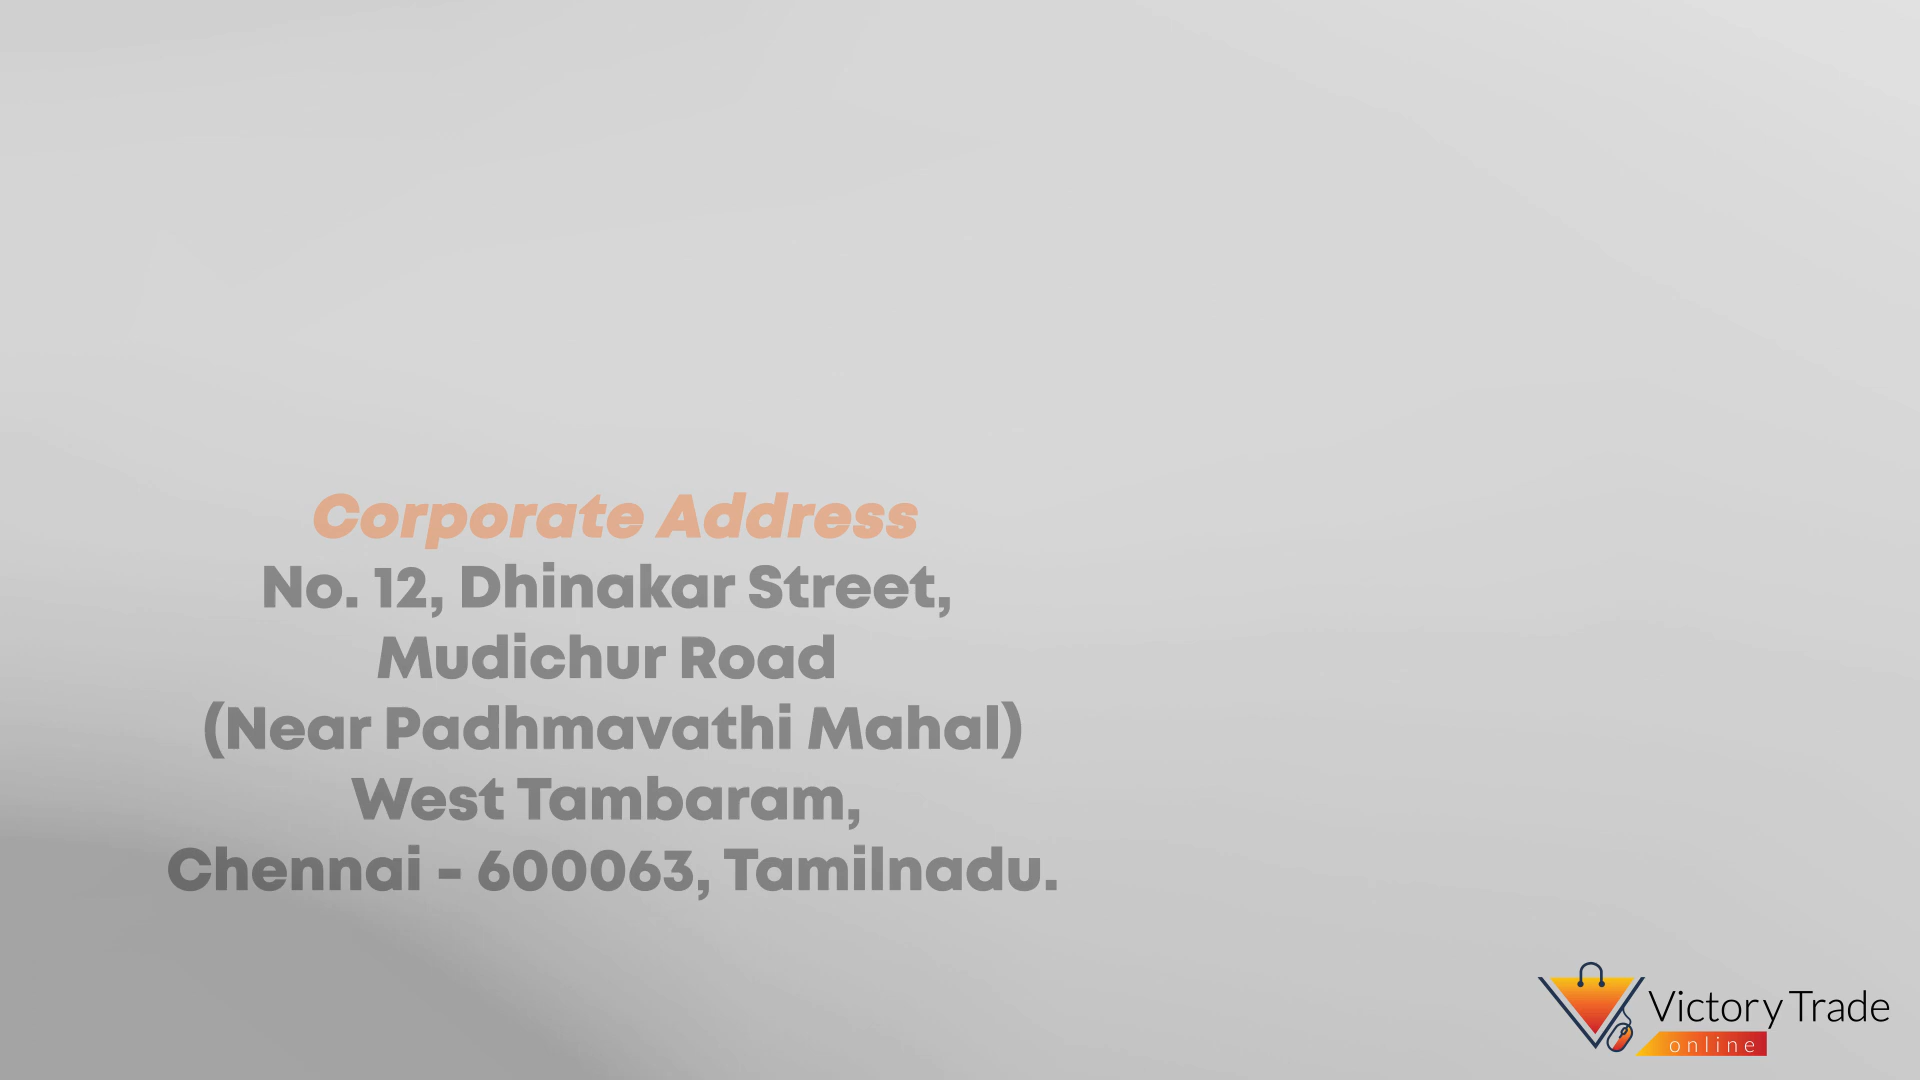 Corporate Address
No. 12, Dhinakar Street,
Mudichur Road
(Near Padhmavathi Mahal)
West Tambaram,
Chennai - 600063, Tamilnadu.
Victory Trade
online